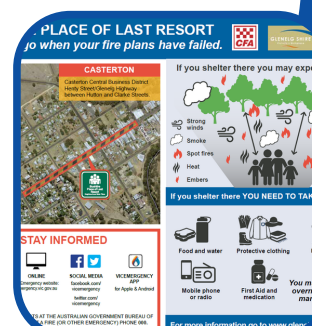 PLACE OF LAST RESORT
go when your fire plans have failed.
CFA
GLENELG SHIRE
CASTERTON
Casterton Central Business District
Henty Street/Glenelg Highway
between Hutton and Clarke Streets
If you shelter there you may expe
Strong
winds
Smoke
Spot fires
Heat
Embers
If you shelter there YOU NEED TO TAK
Food and water
Protective clothing
Mobile phone
or radio
First Aid and
medication
You m
overn
man
STAY INFORMED
ONLINE
Emergency website:
emergency.vic.gov.au
SOCIAL MEDIA
facebook.com/
vicemergency
twitter.com/
vicemergency
VICEMERGENCY
APP
for Apple & Android
TS AT THE AUSTRALIAN GOVERNMENT BUREAU OF
A FIRE (OR OTHER EMERGENCY) PHONE 000.
For more information go to www.glen